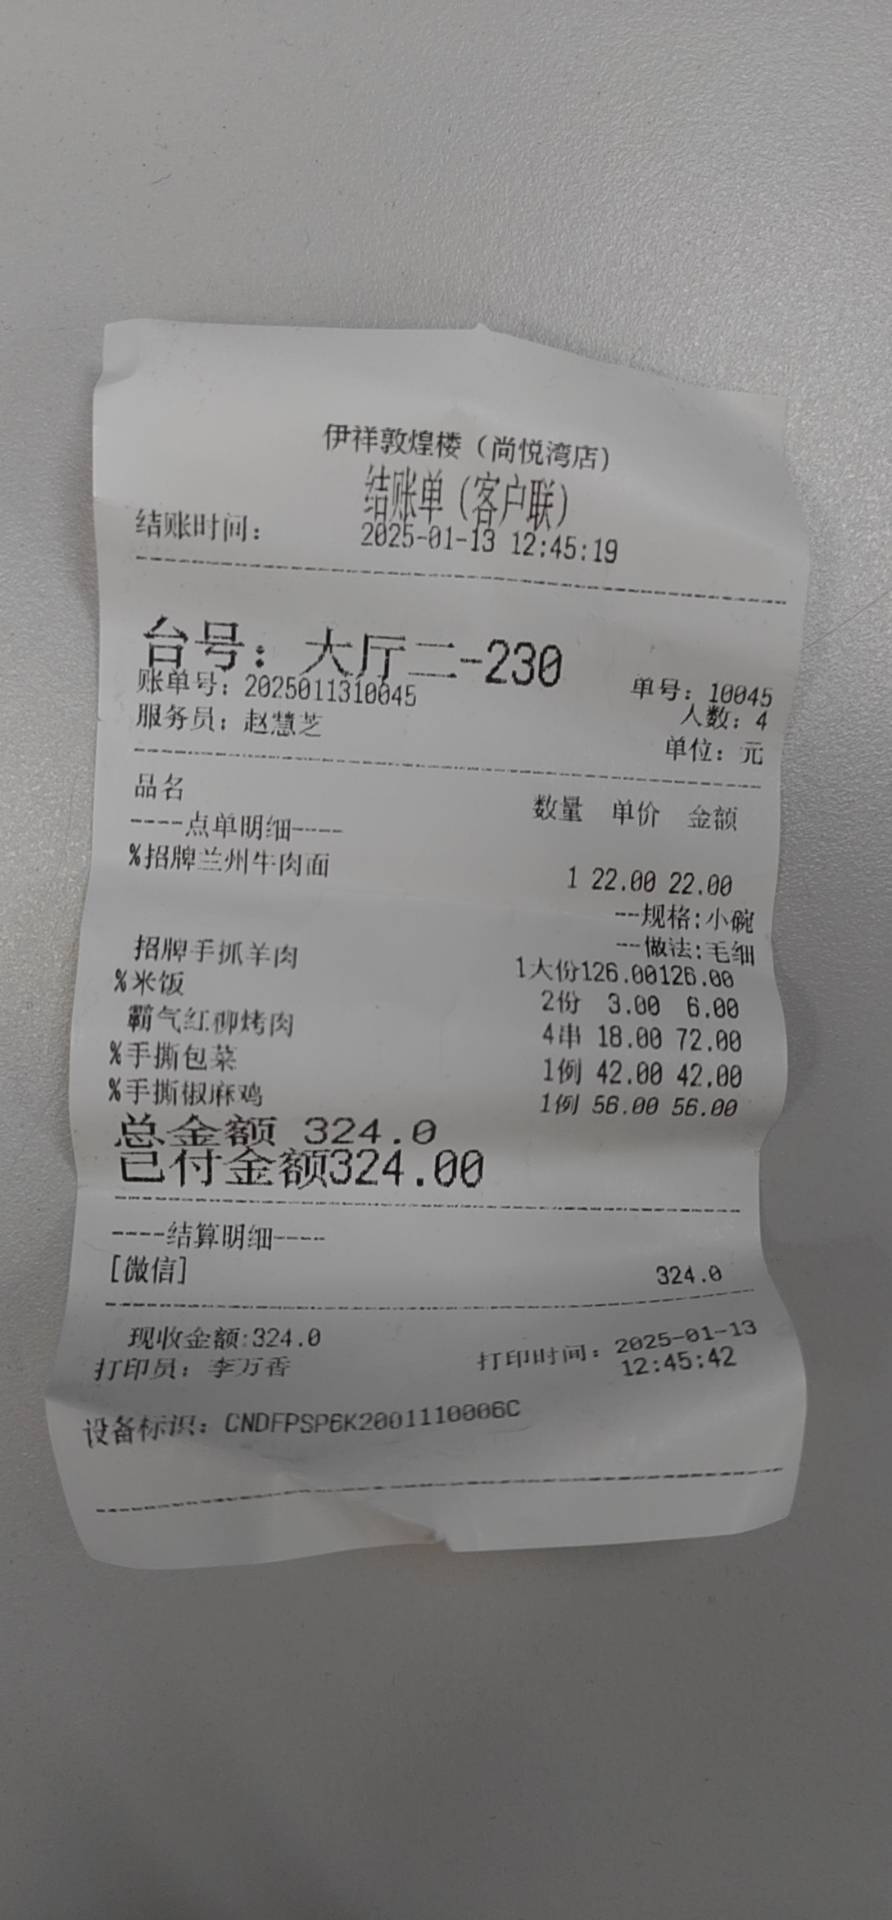 伊祥敦煌楼（尚悦湾店）
结账单（客户联）
结账时间： 2025-01-13 12:45:19
台号：大厅二-230
账单号：2025011310045 单号：10045
服务员：赵慧芝 人数：4
单位：元
品名 数量 单价 金额
----点单明细----
%招牌兰州牛肉面 1 22.00 22.00
--规格:小碗
--做法:毛细
招牌手抓羊肉 1大份126.00126.00
%米饭 2份 3.00 6.00
霸气红柳烤肉 4串 18.00 72.00
%手撕包菜 1例 42.00 42.00
%手撕椒麻鸡 1例 56.00 56.00
总金额 324.0
已付金额324.00
----结算明细----
[微信] 324.0
现收金额:324.0
打印员：李万香 打印时间：2025-01-13
12:45:42
设备标识：CNDFPSP6K2001110006C